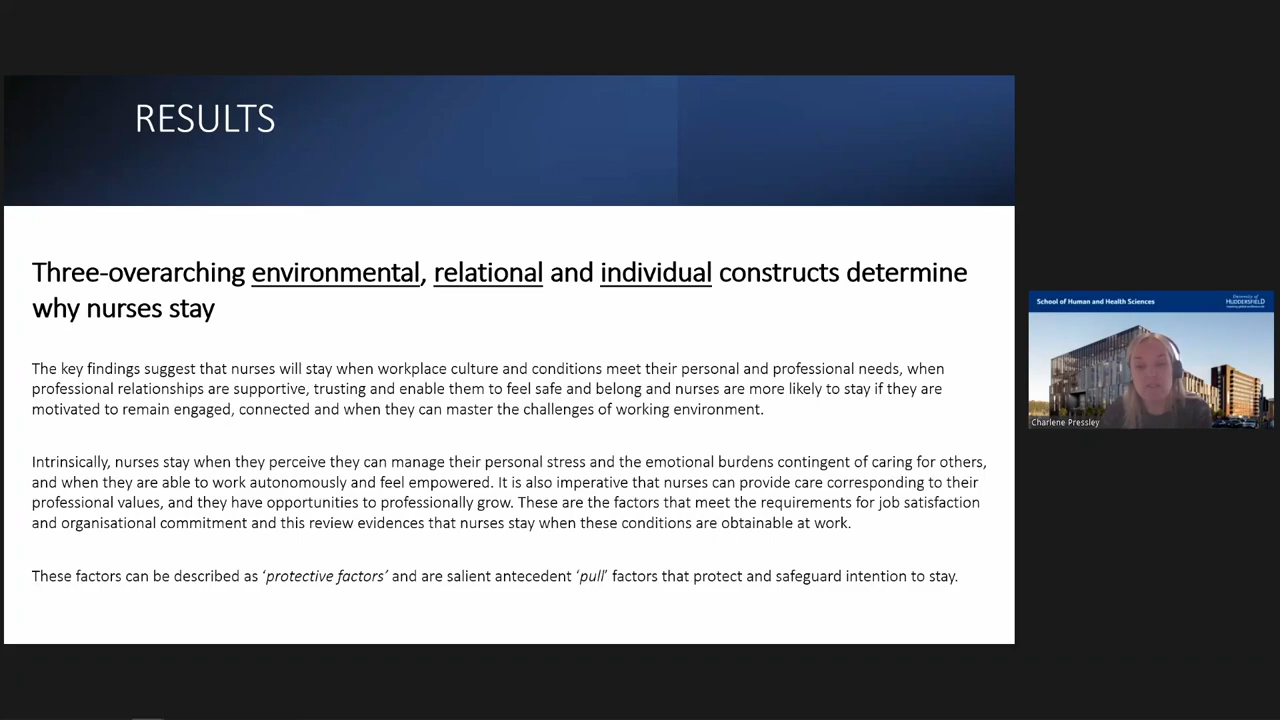 RESULTS
Three-overarching environmental, relational and individual constructs determine
why nurses stay
The key findings suggest that nurses will stay when workplace culture and conditions meet their personal and professional needs, when
professional relationships are supportive, trusting and enable them to feel safe and belong and nurses are more likely to stay if they are
motivated to remain engaged, connected and when they can master the challenges of working environment.
Intrinsically, nurses stay when they perceive they can manage their personal stress and the emotional burdens contingent of caring for others,
and when they are able to work autonomously and feel empowered. It is also imperative that nurses can provide care corresponding to their
professional values, and they have opportunities to professionally grow. These are the factors that meet the requirements for job satisfaction
and organisational commitment and this review evidences that nurses stay when these conditions are obtainable at work.
These factors can be described as ‘protective factors’ and are salient antecedent ‘pull’ factors that protect and safeguard intention to stay.
School of Human and Health Sciences
University of
HUDDERSFIELD
Charlene Pressley